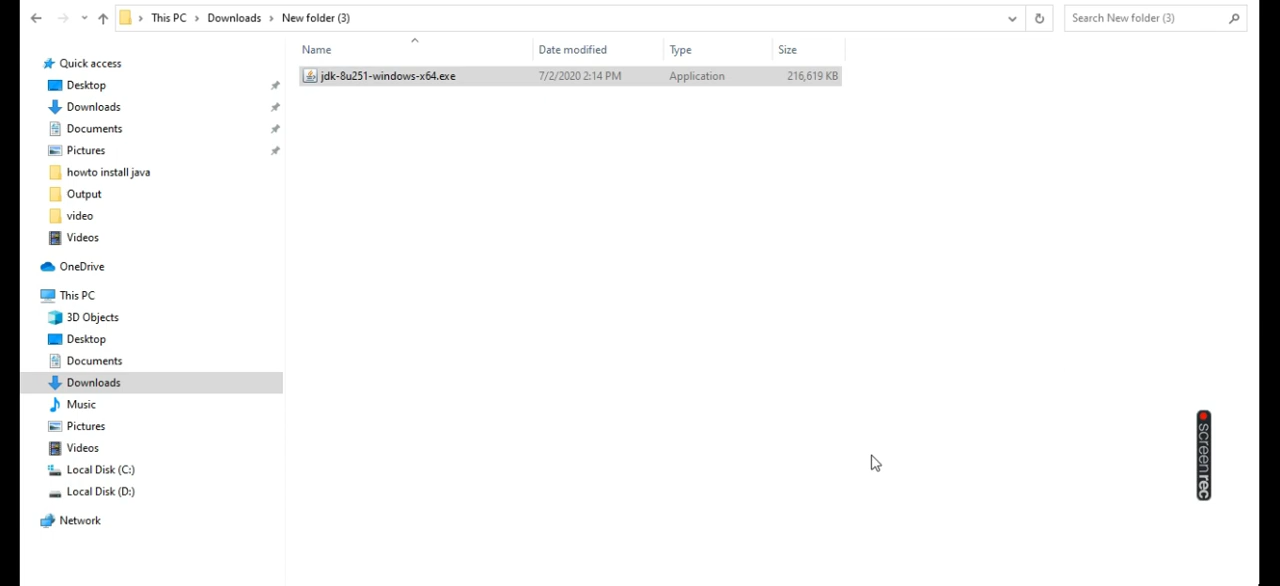 This PC > Downloads > New folder (3)
Search New folder (3)
Name Date modified Type Size
jdk-8u251-windows-x64.exe 7/2/2020 2:14 PM Application 216,619 KB
Quick access
Desktop
Downloads
Documents
Pictures
howto install java
Output
video
Videos
OneDrive
This PC
3D Objects
Desktop
Documents
Downloads
Music
Pictures
Videos
Local Disk (C:)
Local Disk (D:)
Network
screenrec